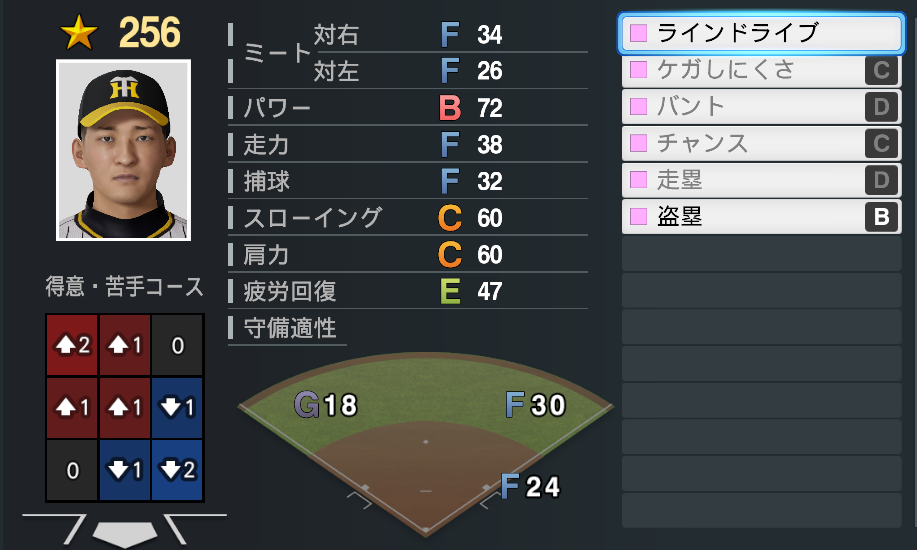 ★ 256
得意・苦手コース
2 1 0
1 1 1
0 1 2
ミート
対右 F 34
対左 F 26
パワー B 72
走力 F 38
捕球 F 32
スローイング C 60
肩力 C 60
疲労回復 E 47
守備適性
G18 F30
F24
ラインドライブ
ケガしにくさ C
バント D
チャンス C
走塁 D
盗塁 B